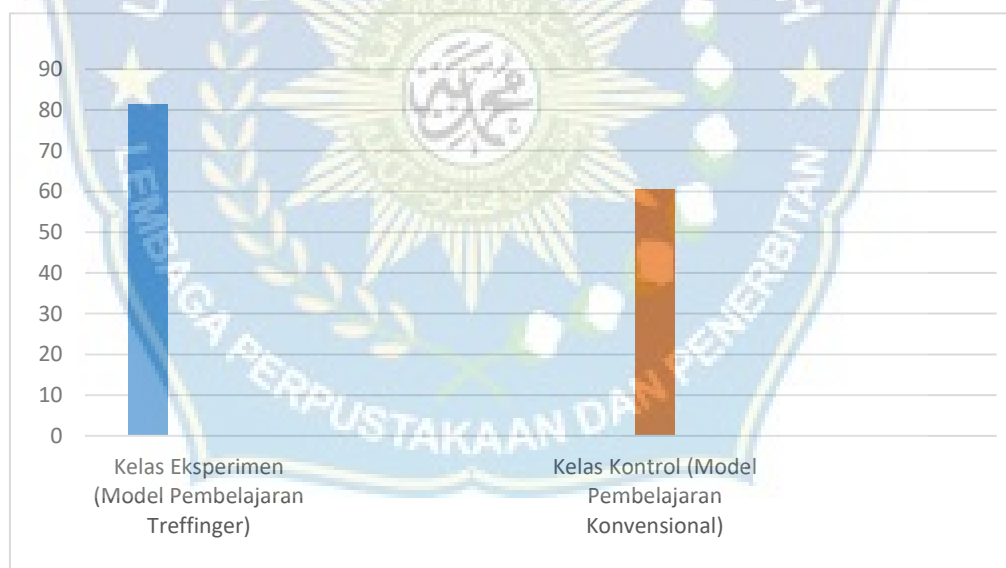 90
80
70
60
50
40
30
20
10
0
Kelas Eksperimen
(Model Pembelajaran
Treffinger)
Kelas Kontrol (Model
Pembelajaran
Konvensional)
LEMBAGA PERPUSTAKAAN DAN PENERBITAN